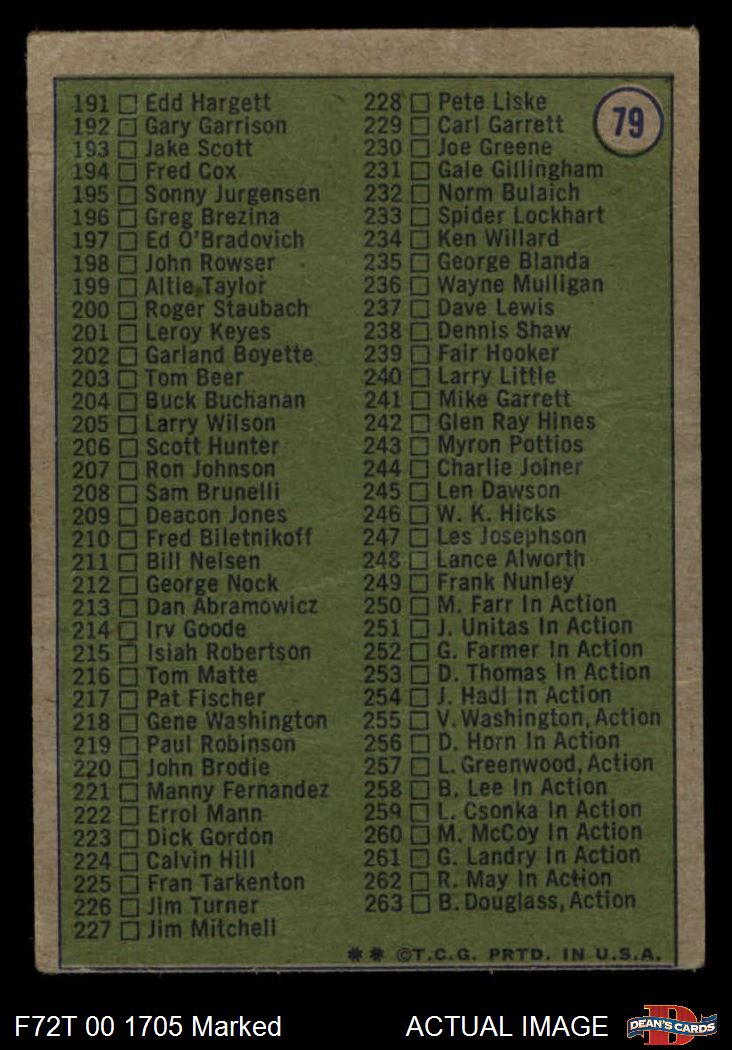 79
191 Edd Hargett
192 Gary Garrison
193 Jake Scott
194 Fred Cox
195 Sonny Jurgensen
196 Greg Brezina
197 Ed O'Bradovich
198 John Rowser
199 Altie Taylor
200 Roger Staubach
201 Leroy Keyes
202 Garland Boyette
203 Tom Beer
204 Buck Buchanan
205 Larry Wilson
206 Scott Hunter
207 Ron Johnson
208 Sam Brunelli
209 Deacon Jones
210 Fred Biletnikoff
211 Bill Nelsen
212 George Nock
213 Dan Abramowicz
214 Irv Goode
215 Isiah Robertson
216 Tom Matte
217 Pat Fischer
218 Gene Washington
219 Paul Robinson
220 John Brodie
221 Manny Fernandez
222 Errol Mann
223 Dick Gordon
224 Calvin Hill
225 Fran Tarkenton
226 Jim Turner
227 Jim Mitchell
228 Pete Liske
229 Carl Garrett
230 Joe Greene
231 Gale Gillingham
232 Norm Bulaich
233 Spider Lockhart
234 Ken Willard
235 George Blanda
236 Wayne Mulligan
237 Dave Lewis
238 Dennis Shaw
239 Fair Hooker
240 Larry Little
241 Mike Garrett
242 Glen Ray Hines
243 Myron Pottios
244 Charlie Joiner
245 Len Dawson
246 W. K. Hicks
247 Les Josephson
248 Lance Alworth
249 Frank Nunley
250 M. Farr In Action
251 J. Unitas In Action
252 G. Farmer In Action
253 D. Thomas In Action
254 J. Hadl In Action
255 V. Washington, Action
256 D. Horn In Action
257 L. Greenwood, Action
258 B. Lee In Action
259 L. Csonka In Action
260 M. McCoy In Action
261 G. Landry In Action
262 R. May In Action
263 B. Douglass, Action
** ©T.C.G. PRTD. IN U.S.A.
F72T 00 1705 Marked
ACTUAL IMAGE
D
DEAN'S CARDS